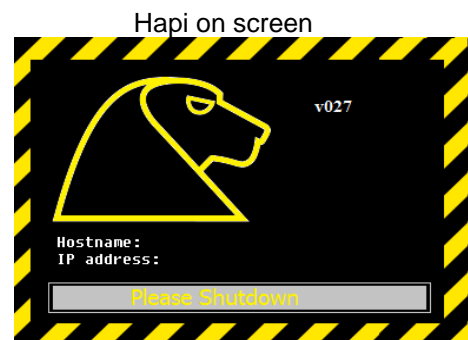 Hapi on screen
v027
Hostname:
IP address:
Please Shutdown